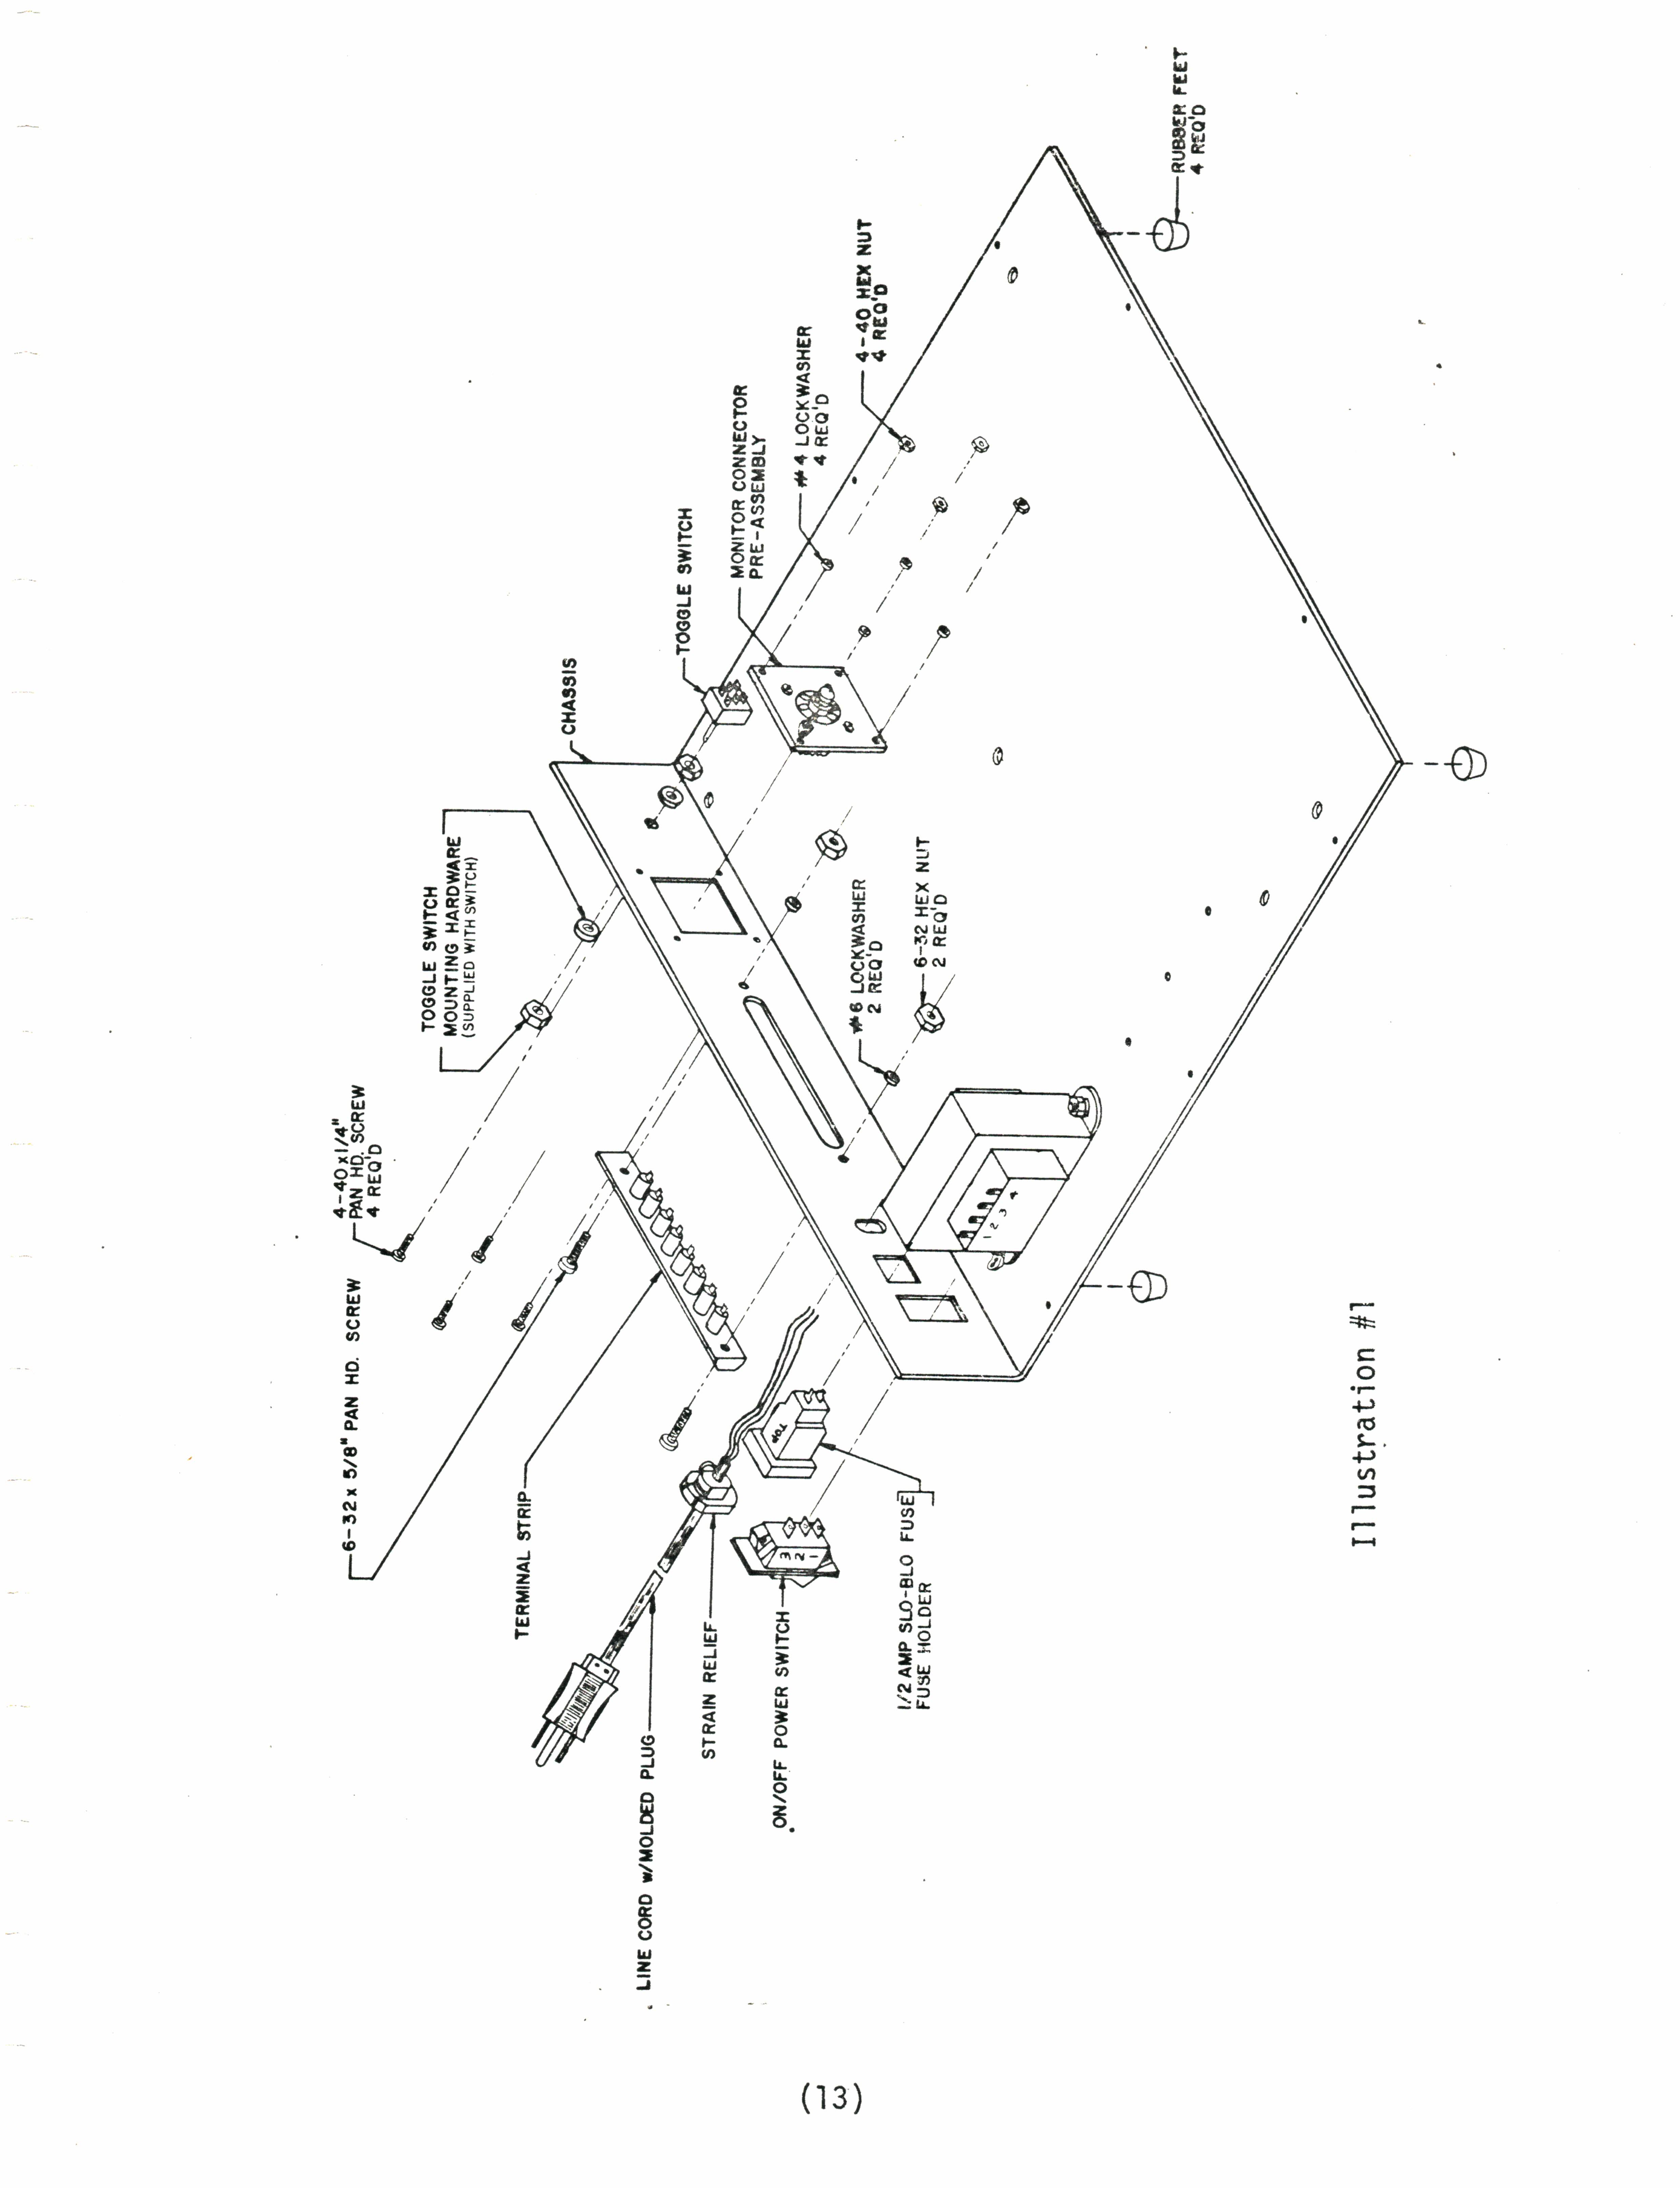 4-40x1/4"
PAN HD. SCREW
4 REQ'D
6-32x 5/8" PAN HD. SCREW
TOGGLE SWITCH
MOUNTING HARDWARE
(SUPPLIED WITH SWITCH)
CHASSIS
TOGGLE SWITCH
MONITOR CONNECTOR
PRE-ASSEMBLY
#4 LOCKWASHER
4 REQ'D
4-40 HEX NUT
4 REQ'D
RUBBER FEET
4 REQ'D
TERMINAL STRIP
LINE CORD w/MOLDED PLUG
STRAIN RELIEF
ON/OFF POWER SWITCH
3
2
1
TOP
1/2 AMP SLO-BLO FUSE
FUSE HOLDER
#6 LOCKWASHER
2 REQ'D
6-32 HEX NUT
2 REQ'D
1 2 3 4
Illustration #1
(13)